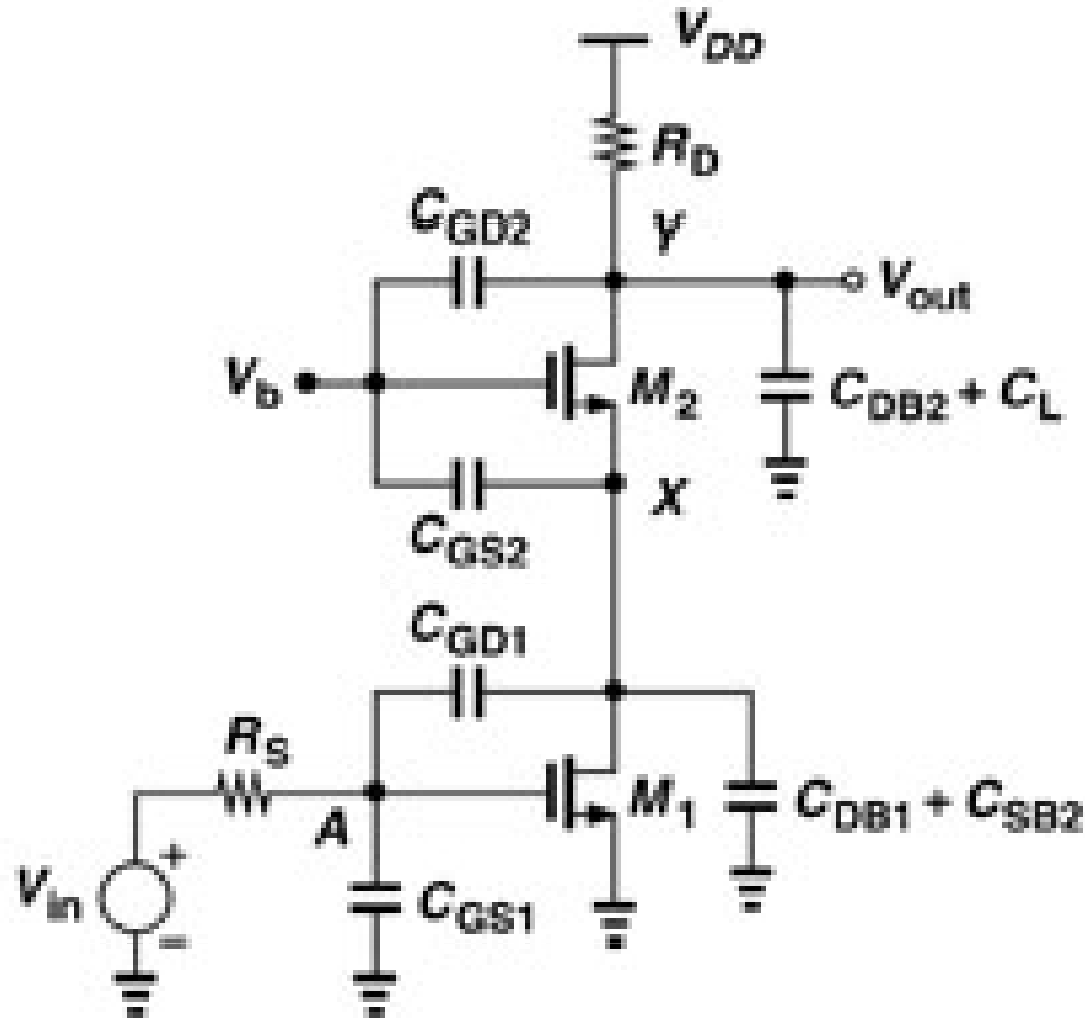 V_DD
R_D
C_GD2
Y
V_out
V_b
M_2
C_DB2 + C_L
C_GS2
X
C_GD1
R_S
A
M_1
C_DB1 + C_SB2
V_in
+
−
C_GS1